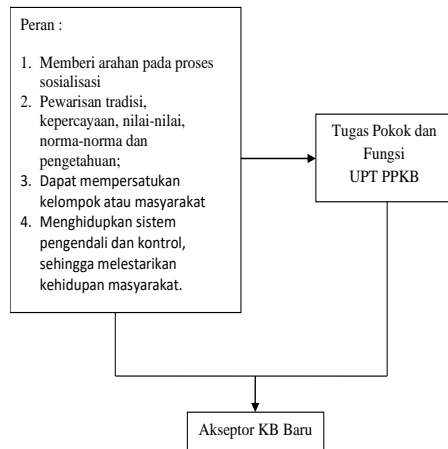 Peran :
1. Memberi arahan pada proses
sosialisasi
2. Pewarisan tradisi,
kepercayaan, nilai-nilai,
norma-norma dan
pengetahuan;
3. Dapat mempersatukan
kelompok atau masyarakat
4. Menghidupkan sistem
pengendali dan kontrol,
sehingga melestarikan
kehidupan masyarakat.
Tugas Pokok dan
Fungsi
UPT PPKB
Akseptor KB Baru